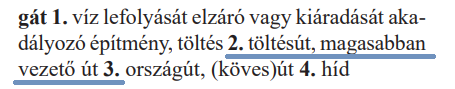 gát 1. víz lefolyását elzáró vagy kiáradását aka-
dályozó építmény, töltés 2. töltésút, magasabban
vezető út 3. országút, (köves)út 4. híd